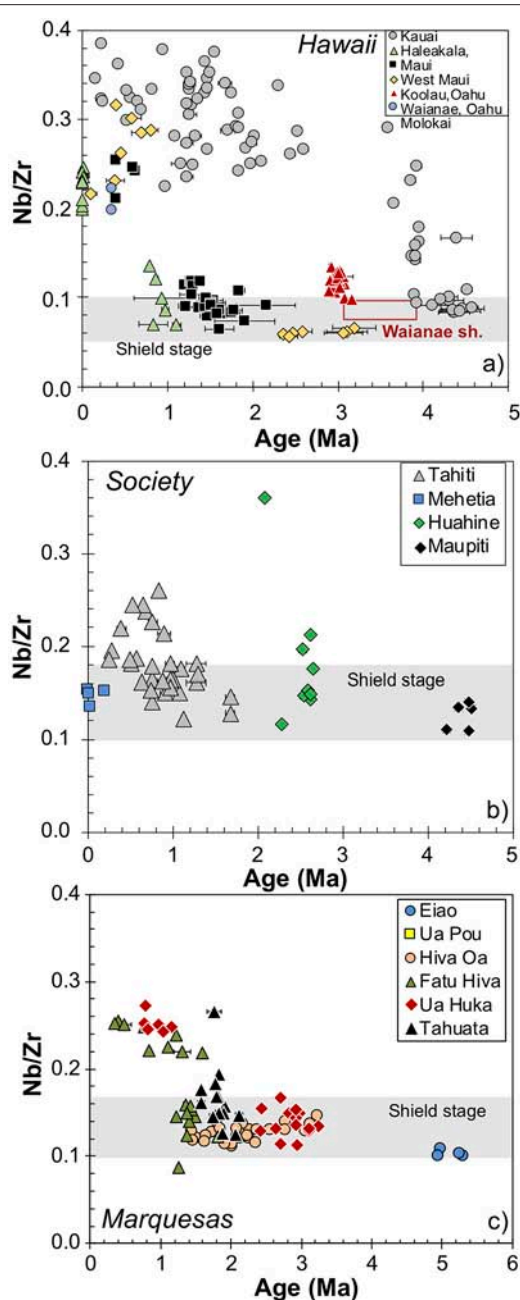 0.4
Hawaii
Kauai
Haleakala,
Maui
West Maui
Koolau,Oahu
Waianae, Oahu
Molokai
0.3
Nb/Zr
0.2
0.1
Waianae sh.
Shield stage
a)
0.0
0 1 2 3 4 5
Age (Ma)
0.4
Society
Tahiti
Mehetia
Huahine
Maupiti
0.3
Nb/Zr
0.2
Shield stage
0.1
b)
0.0
0 1 2 3 4 5
Age (Ma)
0.4
Eiao
Ua Pou
Hiva Oa
Fatu Hiva
Ua Huka
Tahuata
0.3
Nb/Zr
0.2
Shield stage
0.1
Marquesas
c)
0.0
0 1 2 3 4 5 6
Age (Ma)